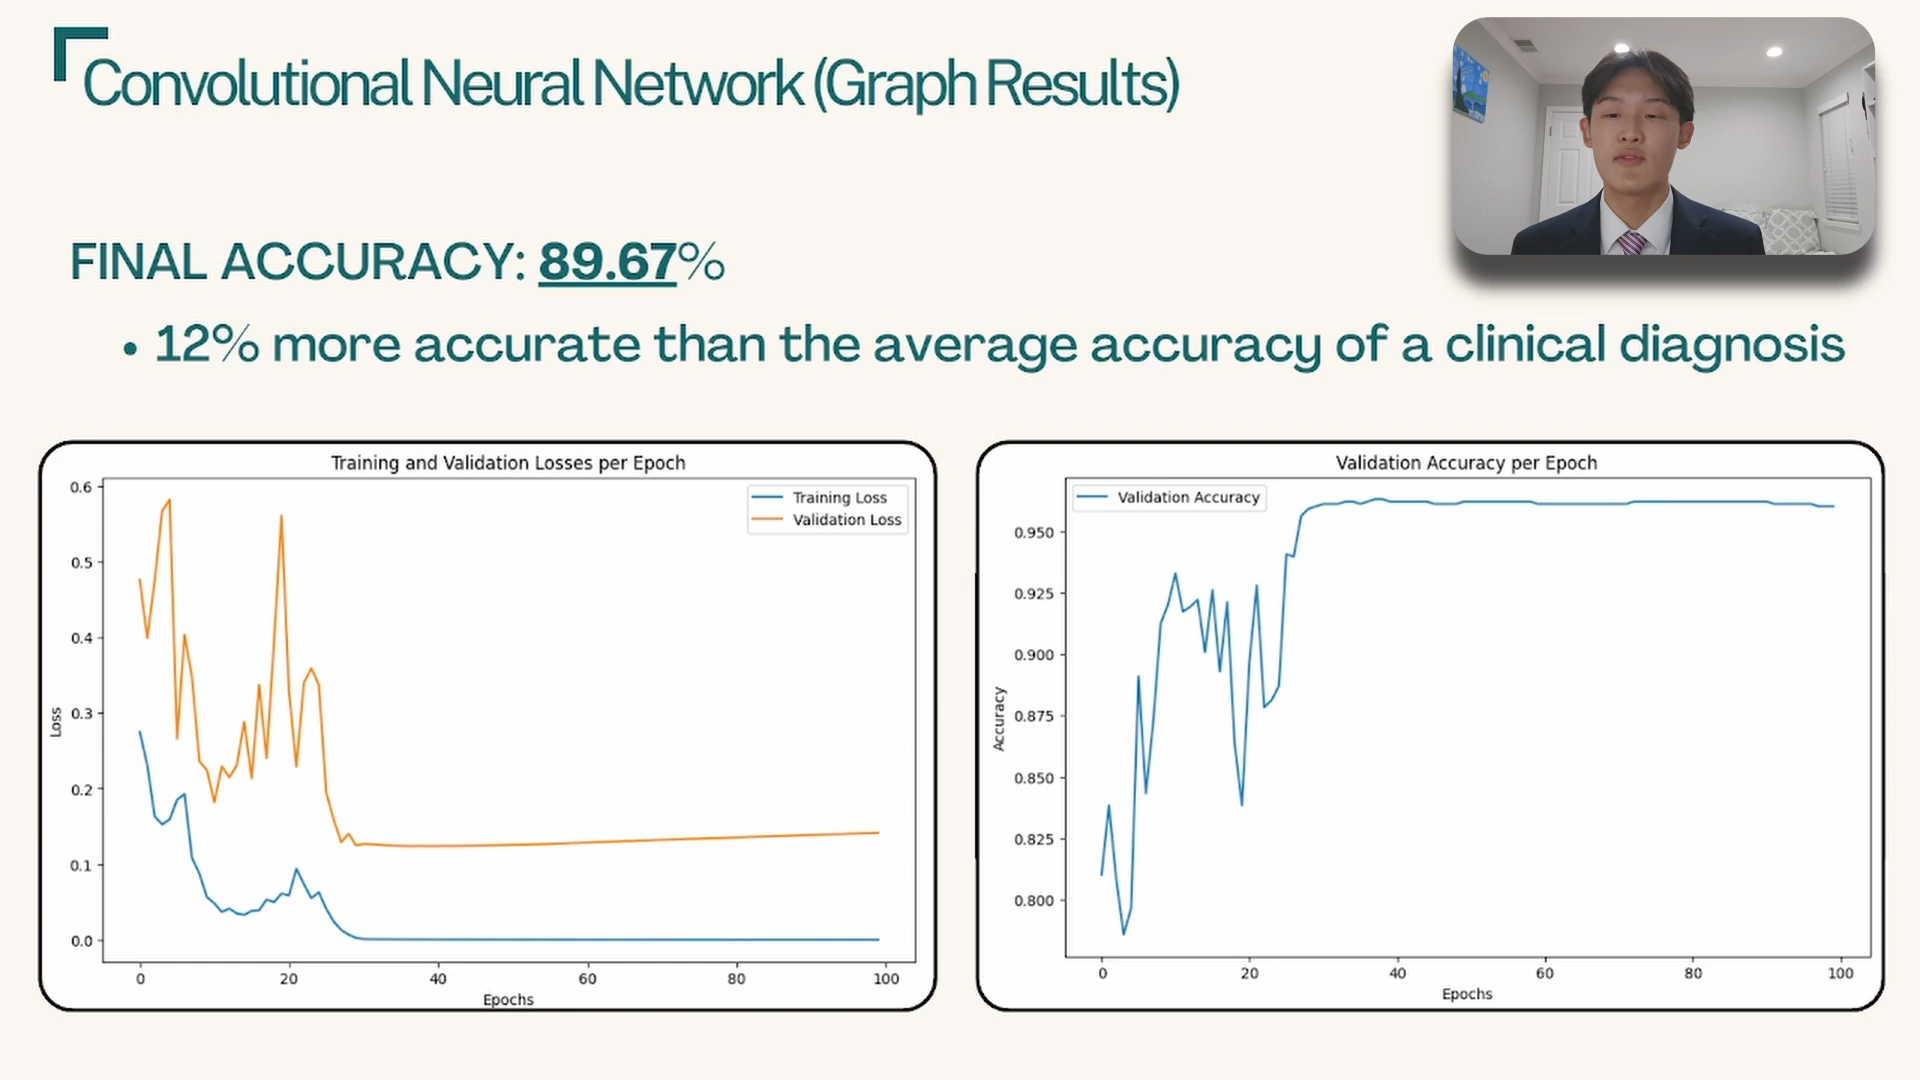 Convolutional Neural Network (Graph Results)
FINAL ACCURACY: 89.67%
• 12% more accurate than the average accuracy of a clinical diagnosis
Training and Validation Losses per Epoch
Training Loss
Validation Loss
0.6
0.5
0.4
0.3
0.2
0.1
0.0
Loss
0 20 40 60 80 100
Epochs
Validation Accuracy per Epoch
Validation Accuracy
0.950
0.925
0.900
0.875
0.850
0.825
0.800
Accuracy
0 20 40 60 80 100
Epochs